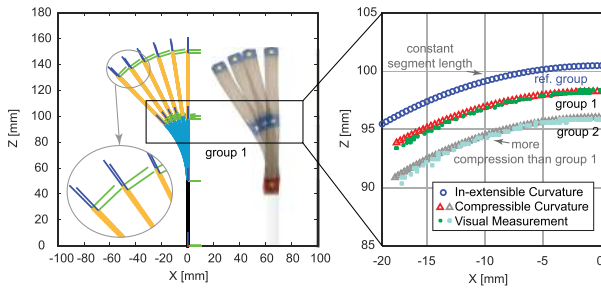 180
160
140
120
100
80
60
40
20
0
Z [mm]
-100 -80 -60 -40 -20 0 20 40 60 80 100
X [mm]
group 1
105
100
95
90
85
Z [mm]
-20 -15 -10 -5 0
X [mm]
constant
segment length
ref. group
group 1
group 2
more
compression than group 1
In-extensible Curvature
Compressible Curvature
Visual Measurement